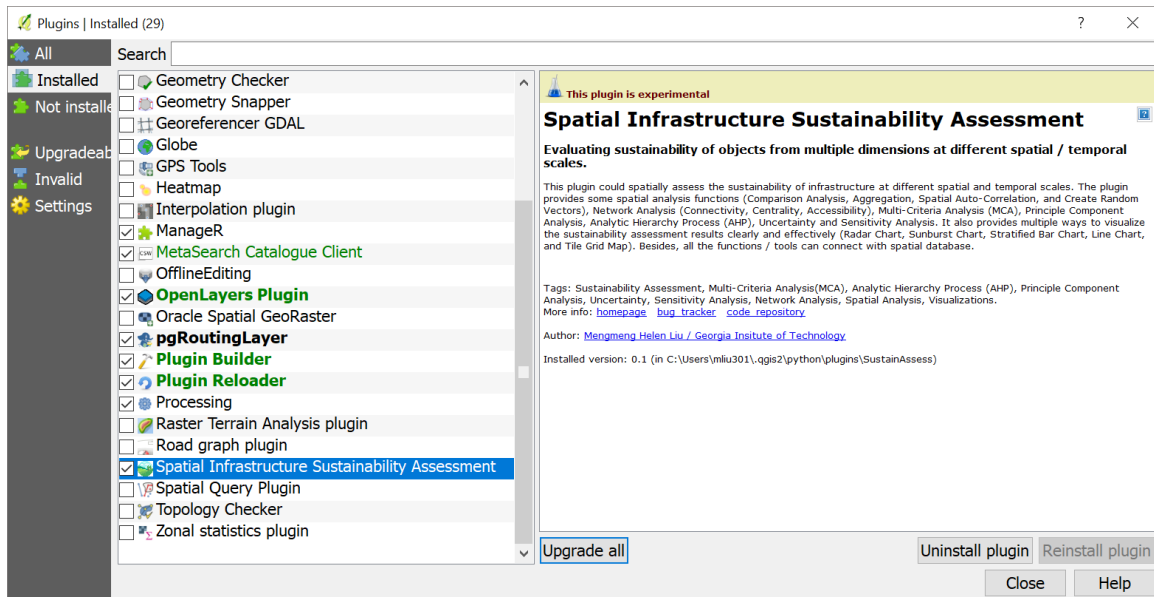 Plugins | Installed (29)
?
All
Installed
Not installe
Upgradeab
Invalid
Settings
Search
Geometry Checker
Geometry Snapper
Georeferencer GDAL
Globe
GPS Tools
Heatmap
Interpolation plugin
ManageR
CSW MetaSearch Catalogue Client
OfflineEditing
OpenLayers Plugin
Oracle Spatial GeoRaster
pgRoutingLayer
Plugin Builder
Plugin Reloader
Processing
Raster Terrain Analysis plugin
Road graph plugin
Spatial Infrastructure Sustainability Assessment
Spatial Query Plugin
Topology Checker
Zonal statistics plugin
This plugin is experimental
Spatial Infrastructure Sustainability Assessment
?
Evaluating sustainability of objects from multiple dimensions at different spatial / temporal
scales.
This plugin could spatially assess the sustainability of infrastructure at different spatial and temporal scales. The plugin
provides some spatial analysis functions (Comparison Analysis, Aggregation, Spatial Auto-Correlation, and Create Random
Vectors), Network Analysis (Connectivity, Centrality, Accessibility), Multi-Criteria Analysis (MCA), Principle Component
Analysis, Analytic Hierarchy Process (AHP), Uncertainty and Sensitivity Analysis. It also provides multiple ways to visualize
the sustainability assessment results clearly and effectively (Radar Chart, Sunburst Chart, Stratified Bar Chart, Line Chart,
and Tile Grid Map). Besides, all the functions / tools can connect with spatial database.
Tags: Sustainability Assessment, Multi-Criteria Analysis(MCA), Analytic Hierarchy Process (AHP), Principle Component
Analysis, Uncertainty, Sensitivity Analysis, Network Analysis, Spatial Analysis, Visualizations.
More info: homepage bug tracker code repository
Author: Mengmeng Helen Liu / Georgia Insitute of Technology
Installed version: 0.1 (in C:\Users\mliu301\.qgis2\python\plugins\SustainAssess)
Upgrade all
Uninstall plugin
Reinstall plugin
Close
Help